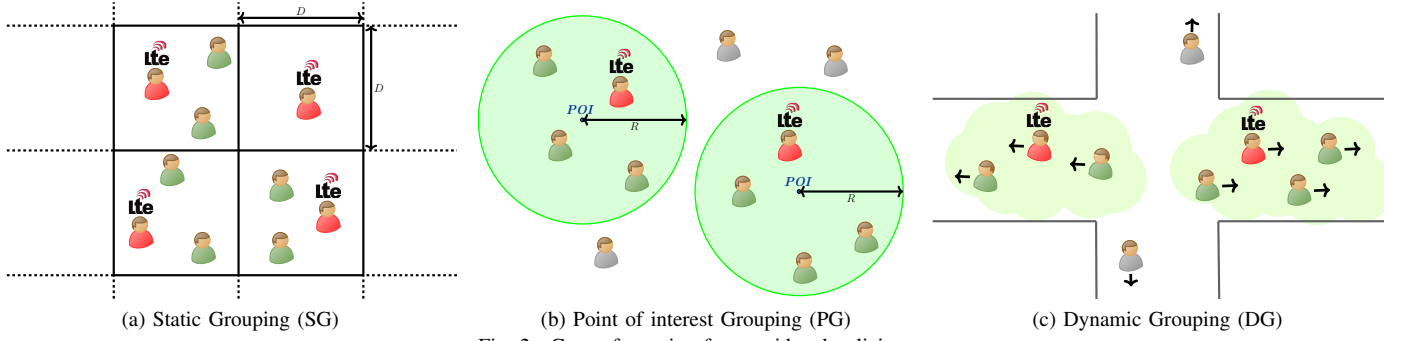 D
Lte
Lte
D
Lte
Lte
(a) Static Grouping (SG)
Lte
POI
R
Lte
POI
R
(b) Point of interest Grouping (PG)
Lte
Lte
(c) Dynamic Grouping (DG)